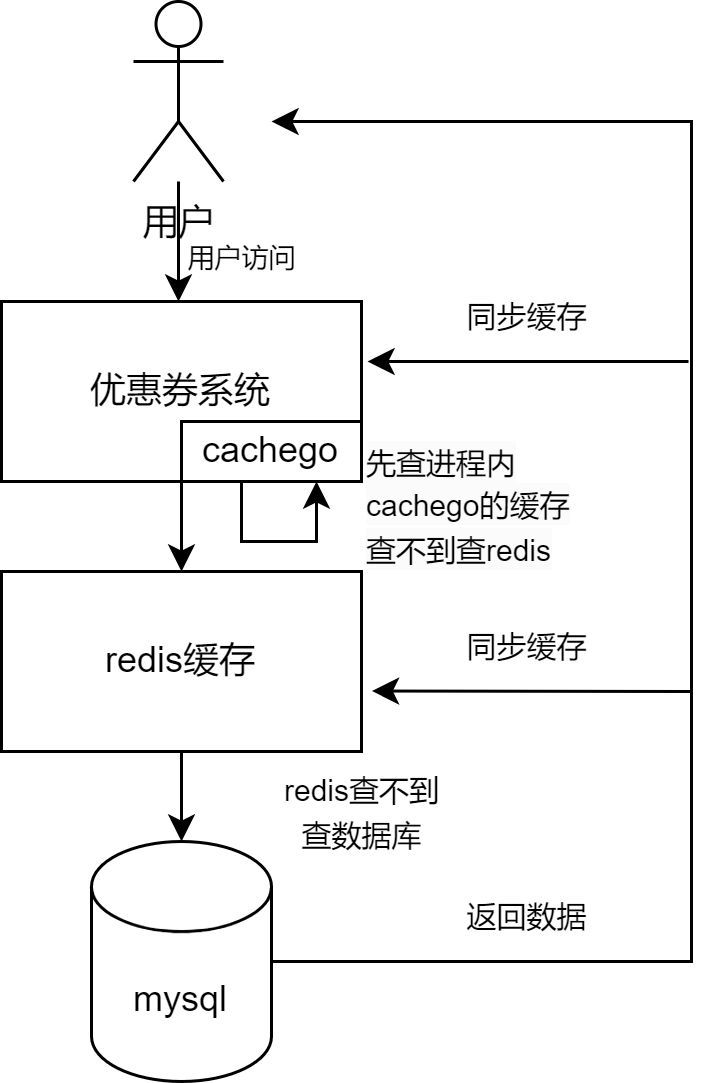 用户
用户访问
同步缓存
优惠券系统
cachego
先查进程内
cachego的缓存
查不到查redis
redis缓存
同步缓存
redis查不到
查数据库
返回数据
mysql